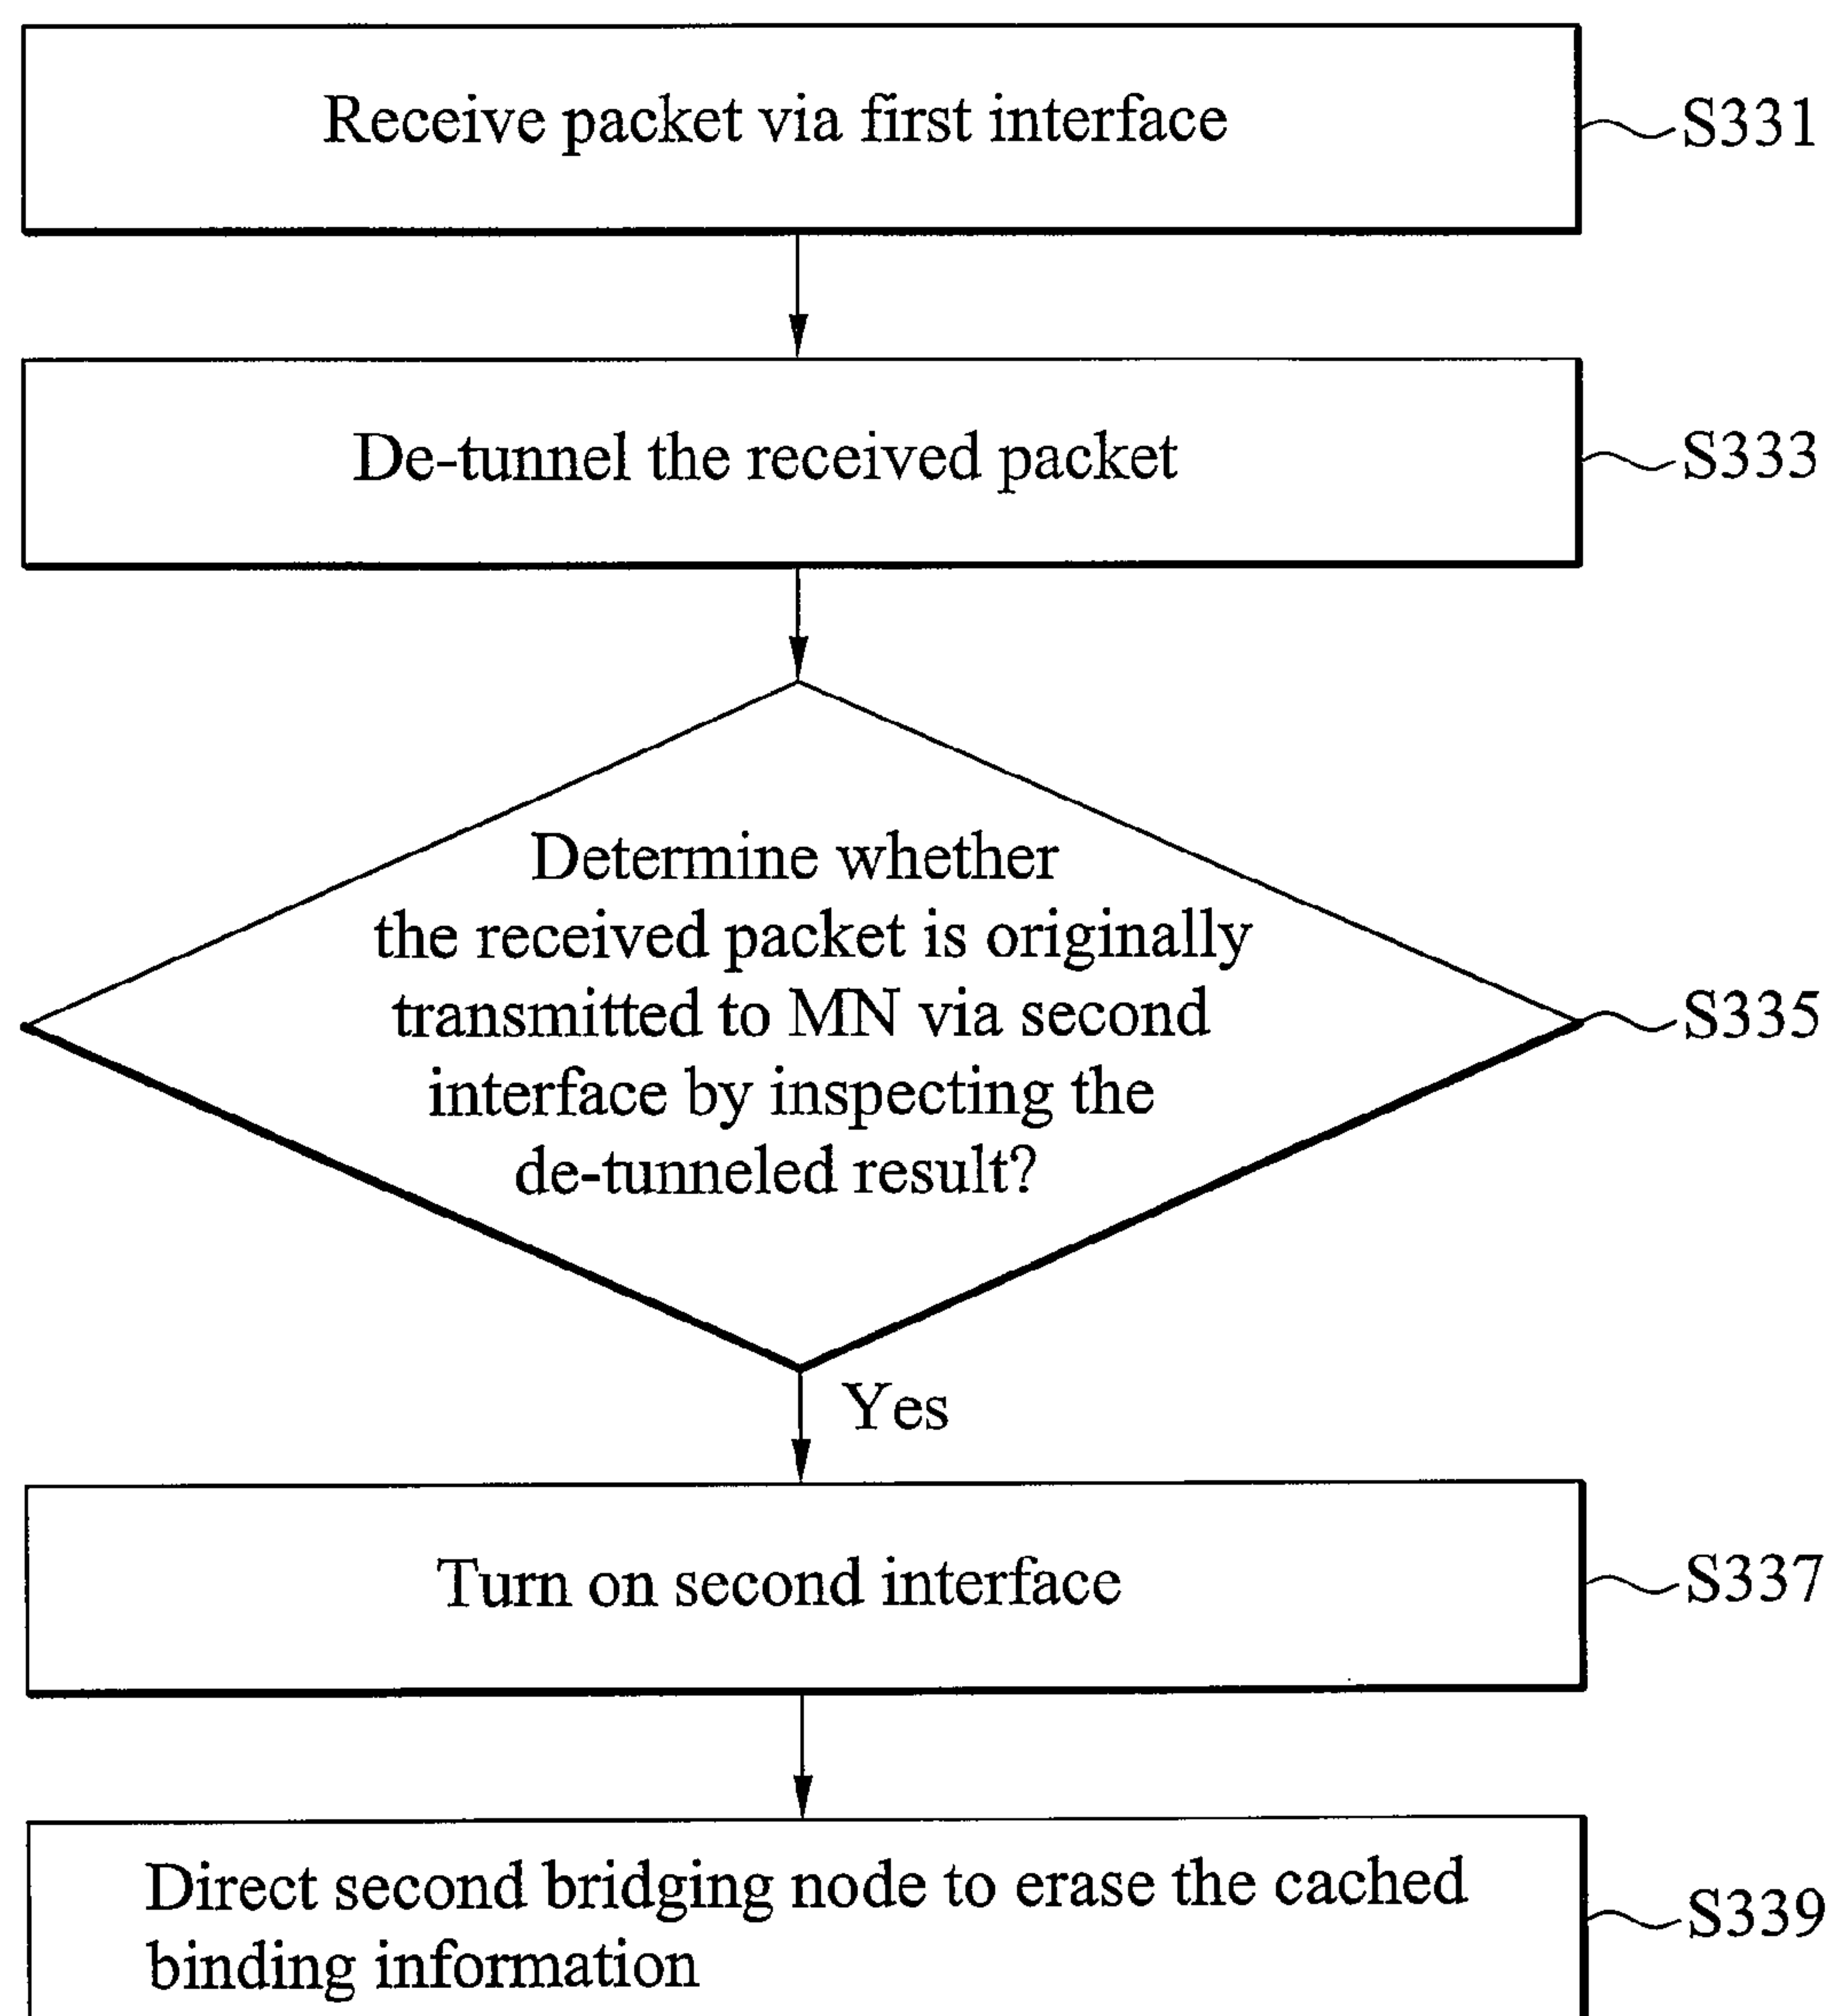 Receive packet via first interface
S331
De-tunnel the received packet
S333
Determine whether
the received packet is originally
transmitted to MN via second
interface by inspecting the
de-tunneled result?
S335
Yes
Turn on second interface
S337
Direct second bridging node to erase the cached
binding information
S339